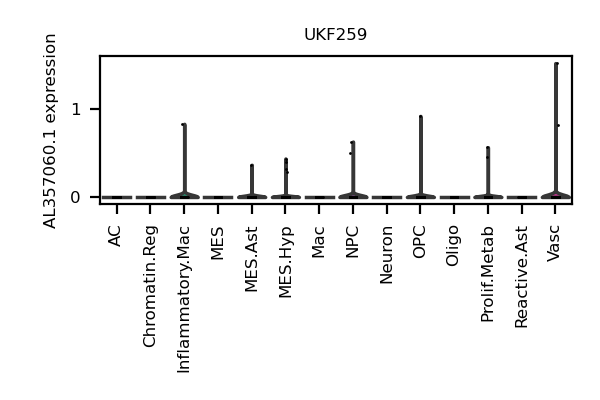 UKF259
AL357060.1 expression
1
0
AC
Chromatin.Reg
Inflammatory.Mac
MES
MES.Ast
MES.Hyp
Mac
NPC
Neuron
OPC
Oligo
Prolif.Metab
Reactive.Ast
Vasc